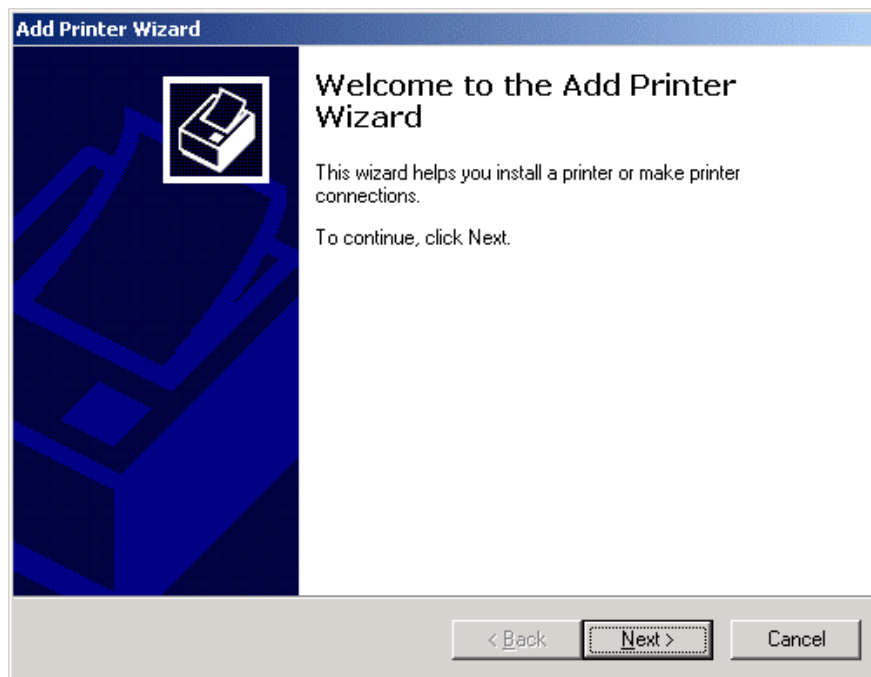 Add Printer Wizard
Welcome to the Add Printer
Wizard
This wizard helps you install a printer or make printer
connections.
To continue, click Next.
< Back
Next >
Cancel